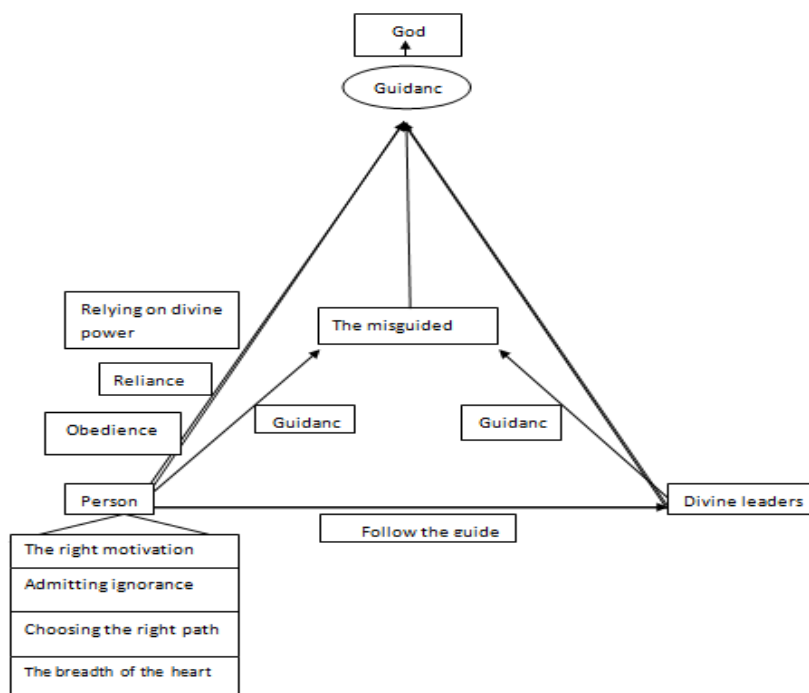 God
Guidanc
Relying on divine
power
The misguided
Reliance
Guidanc
Guidanc
Obedience
Person
Divine leaders
Follow the guide
The right motivation
Admitting ignorance
Choosing the right path
The breadth of the heart